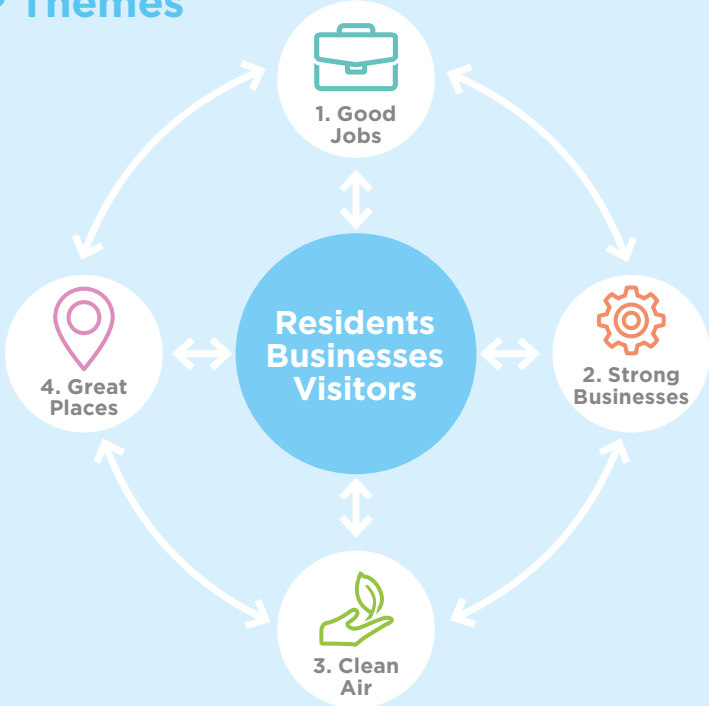 Themes
1. Good
Jobs
Residents
Businesses
Visitors
4. Great
Places
2. Strong
Businesses
3. Clean
Air